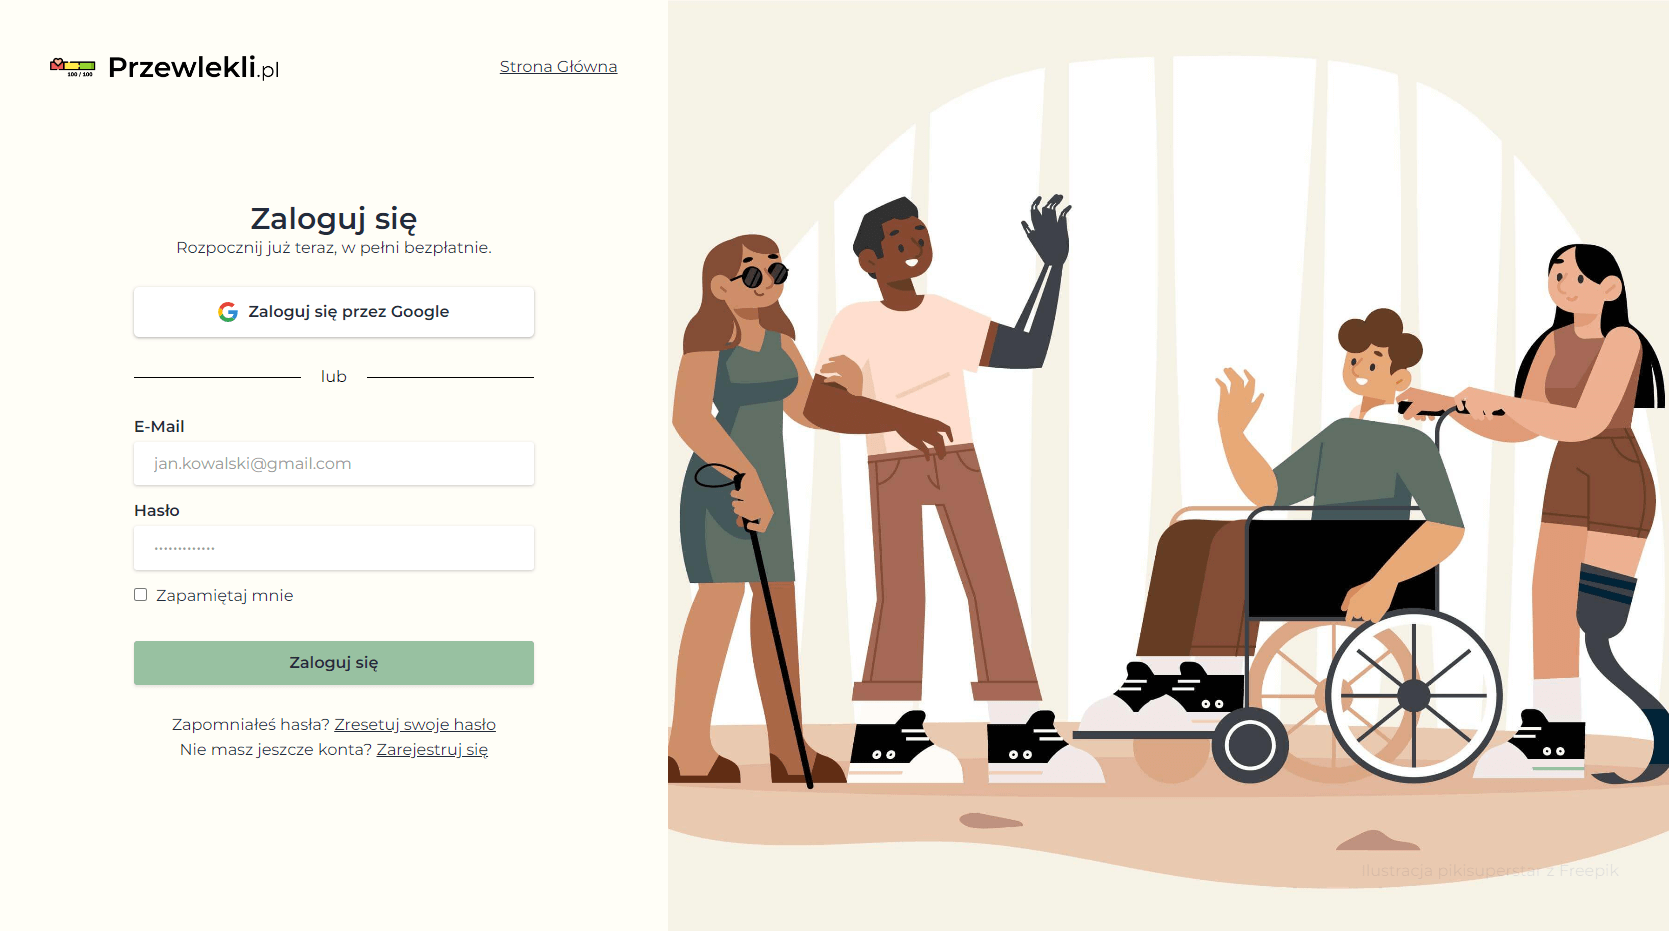 100 / 100
Przewlekli.pl
Strona Główna
Zaloguj się
Rozpocznij już teraz, w pełni bezpłatnie.
Zaloguj się przez Google
lub
E-Mail
jan.kowalski@gmail.com
Hasło
•••••••••••••
Zapamiętaj mnie
Zaloguj się
Zapomniałeś hasła? Zresetuj swoje hasło
Nie masz jeszcze konta? Zarejestruj się
Ilustracja pikisuperstar z Freepik